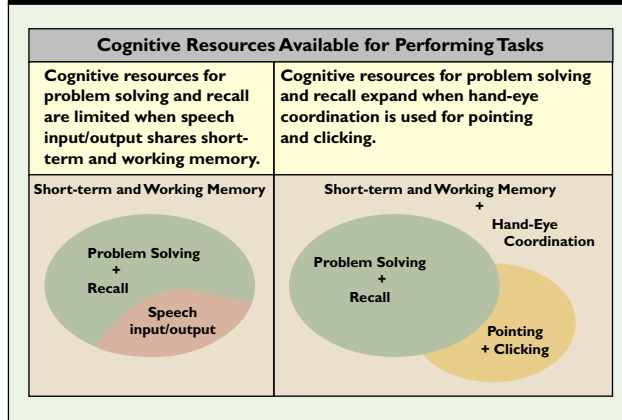 Cognitive Resources Available for Performing Tasks
Cognitive resources for
problem solving and recall
are limited when speech
input/output shares short-
term and working memory.
Cognitive resources for problem solving
and recall expand when hand-eye
coordination is used for pointing
and clicking.
Short-term and Working Memory
Problem Solving
+
Recall
Speech
input/output
Short-term and Working Memory
+
Hand-Eye
Coordination
Problem Solving
+
Recall
Pointing
+ Clicking